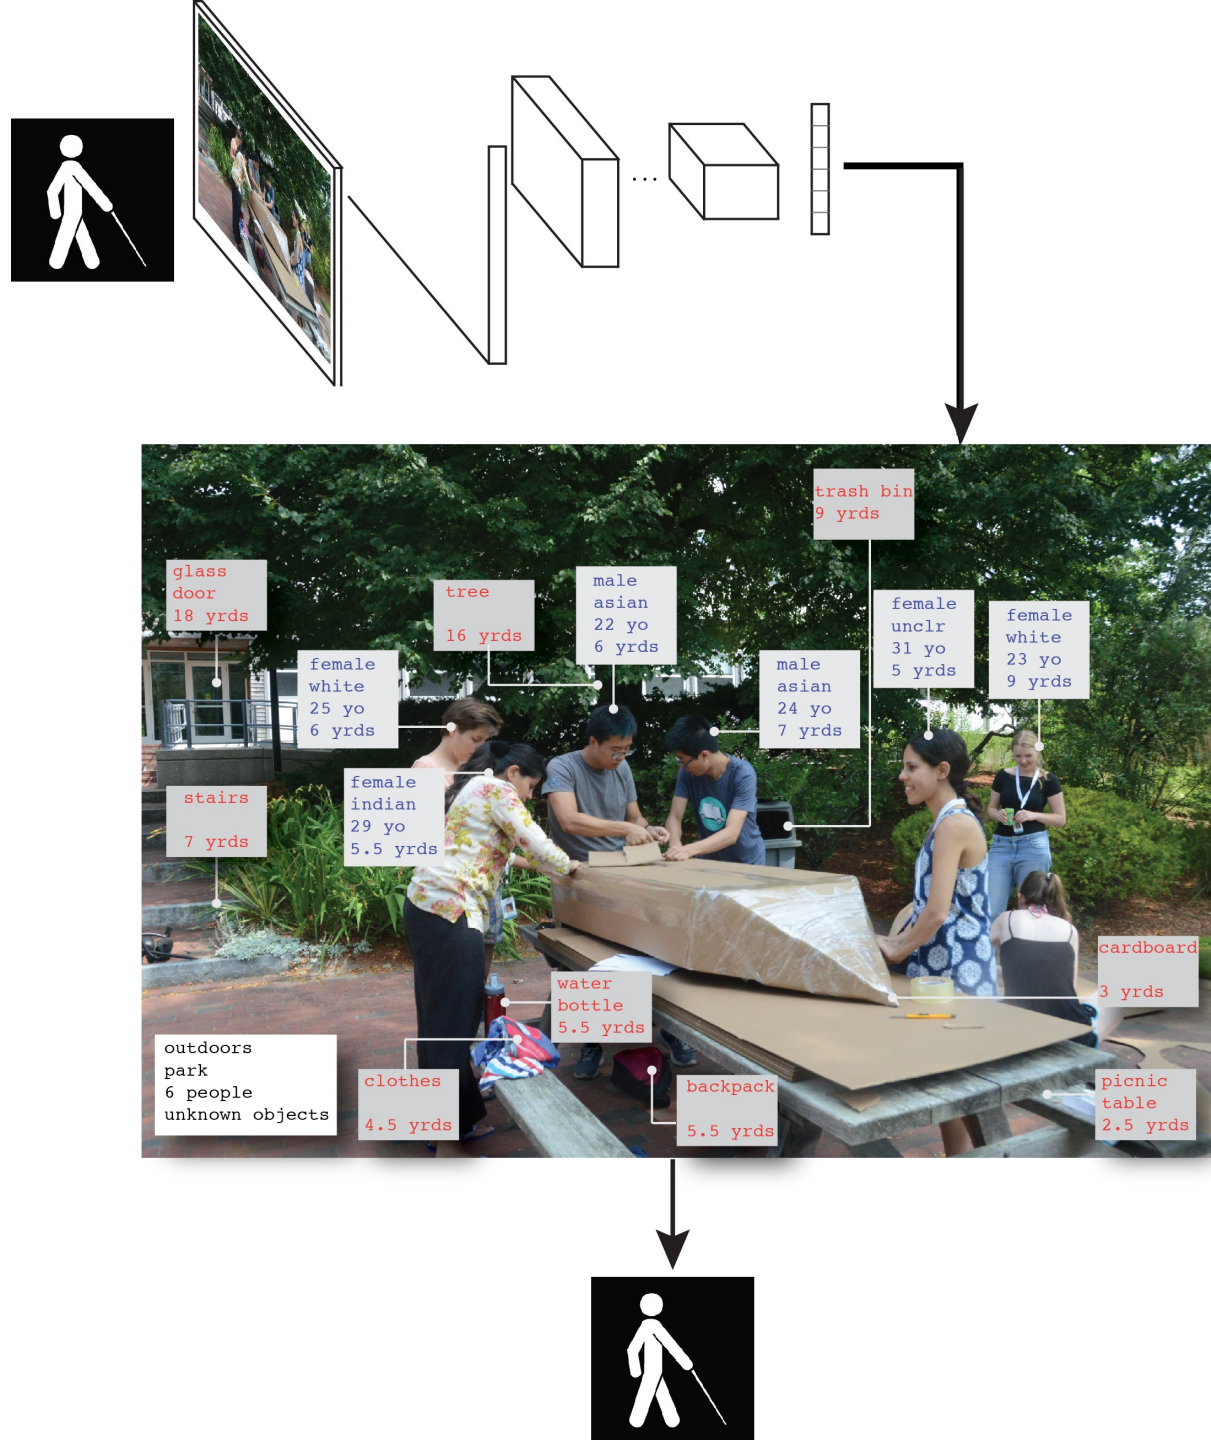 trash bin
9 yrds
glass
door
18 yrds
tree
16 yrds
male
asian
22 yo
6 yrds
female
unclr
31 yo
5 yrds
female
white
23 yo
9 yrds
female
white
25 yo
6 yrds
male
asian
24 yo
7 yrds
female
indian
29 yo
5.5 yrds
stairs
7 yrds
cardboard
3 yrds
water
bottle
5.5 yrds
outdoors
park
6 people
unknown objects
clothes
4.5 yrds
backpack
5.5 yrds
picnic
table
2.5 yrds
...